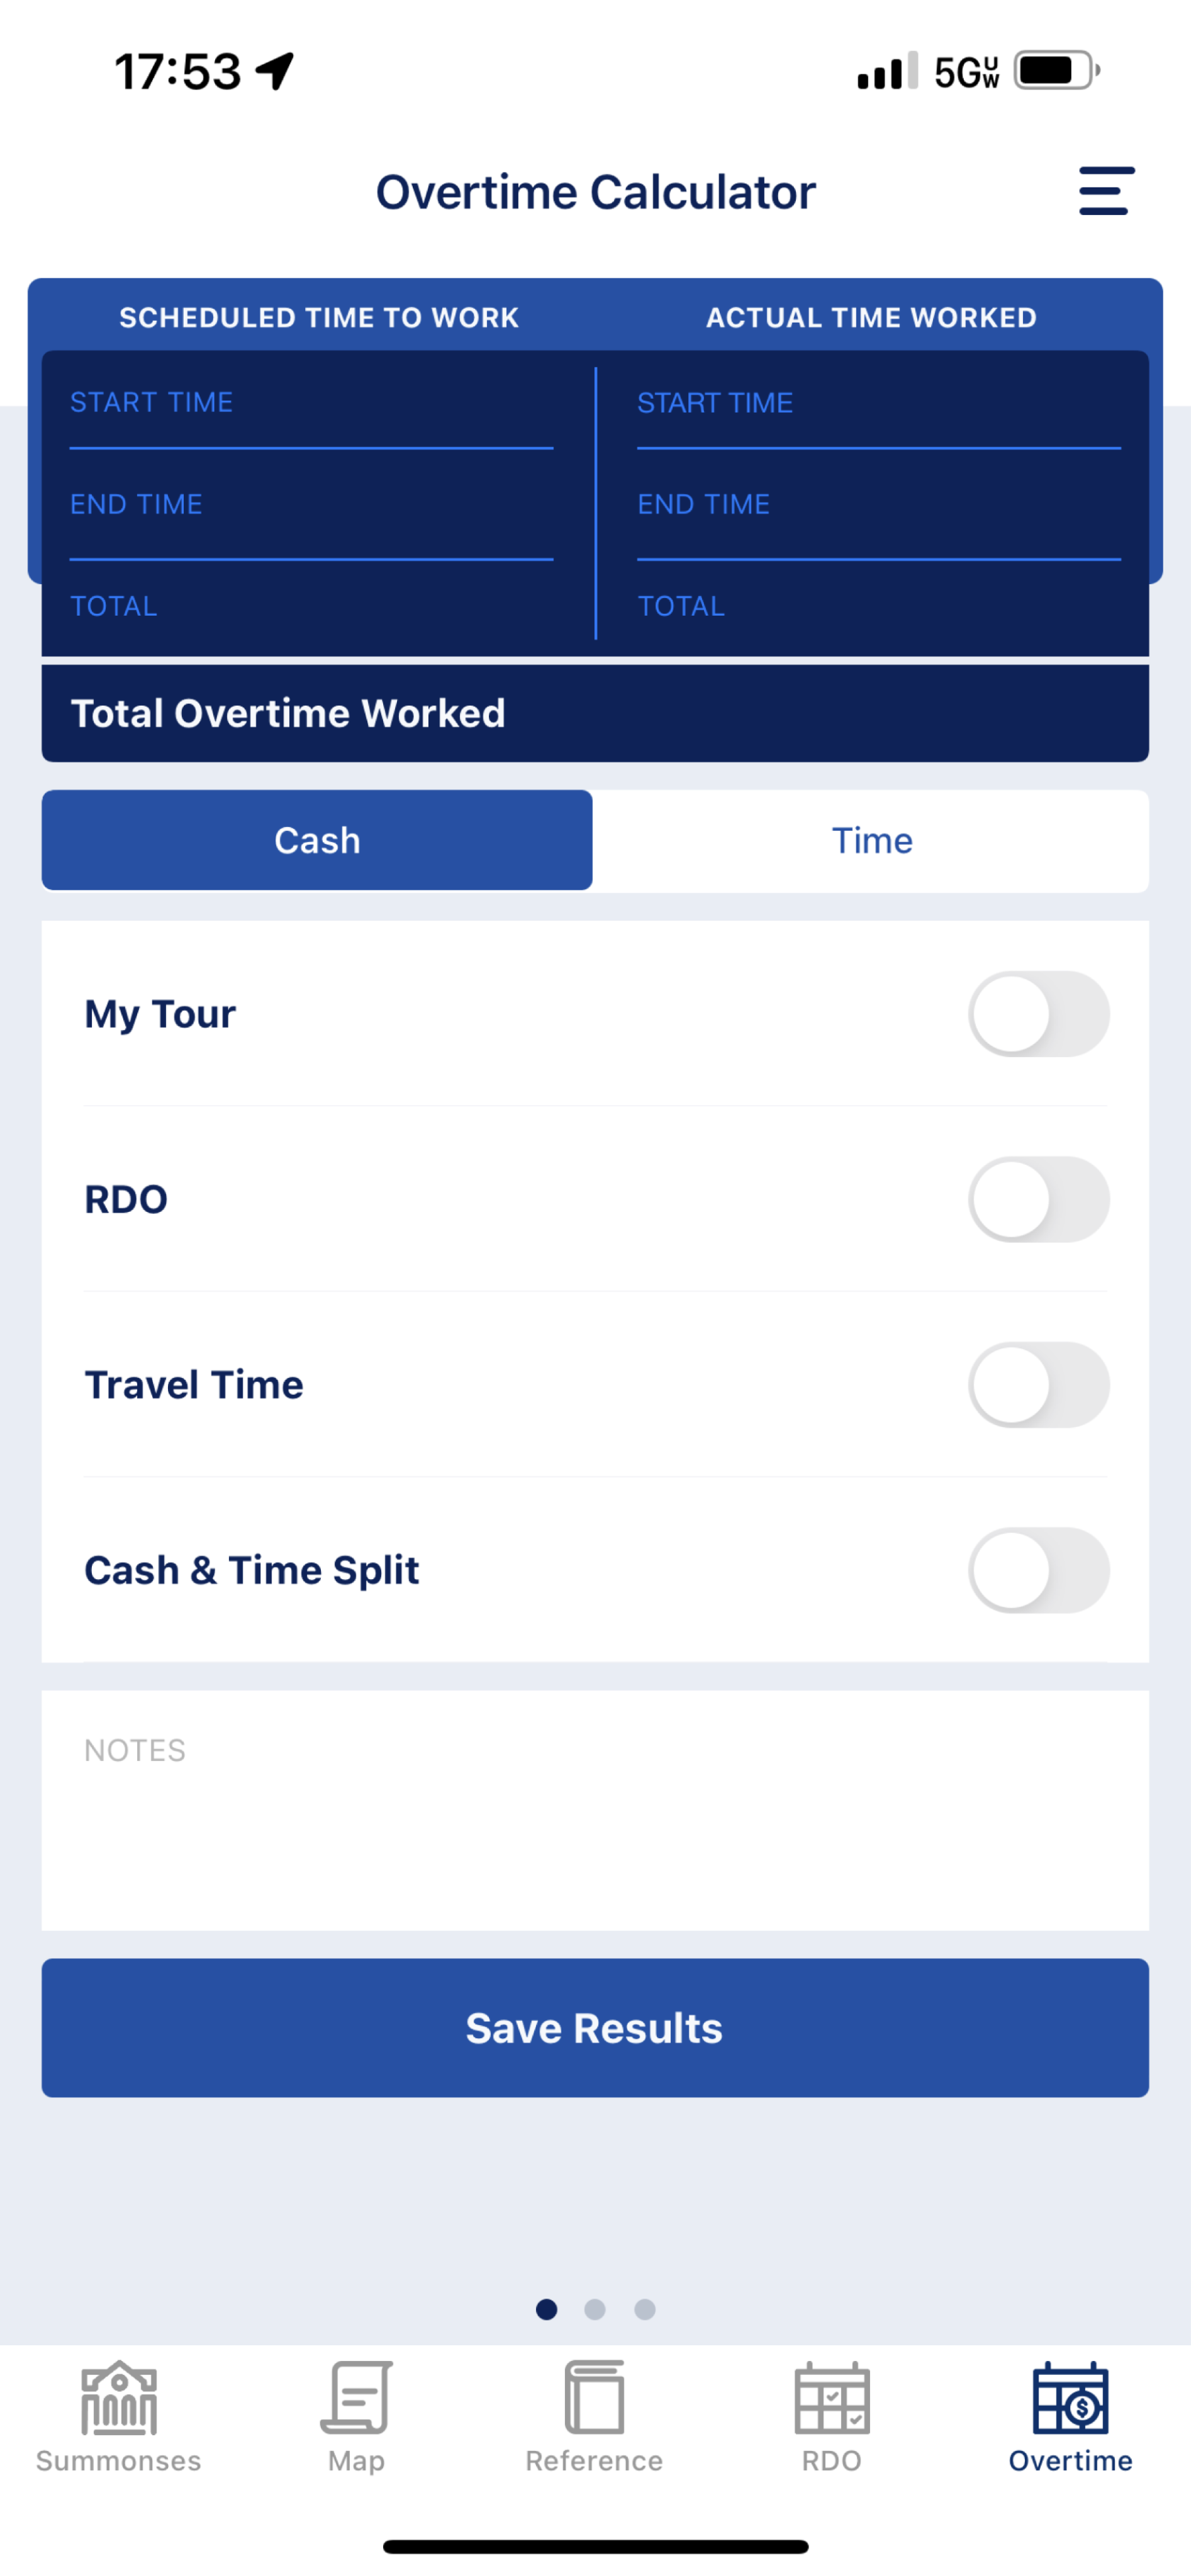 17:53
5G UW
Overtime Calculator
SCHEDULED TIME TO WORK
ACTUAL TIME WORKED
START TIME
START TIME
END TIME
END TIME
TOTAL
TOTAL
Total Overtime Worked
Cash
Time
My Tour
RDO
Travel Time
Cash & Time Split
NOTES
Save Results
$
Summonses
Map
Reference
RDO
Overtime